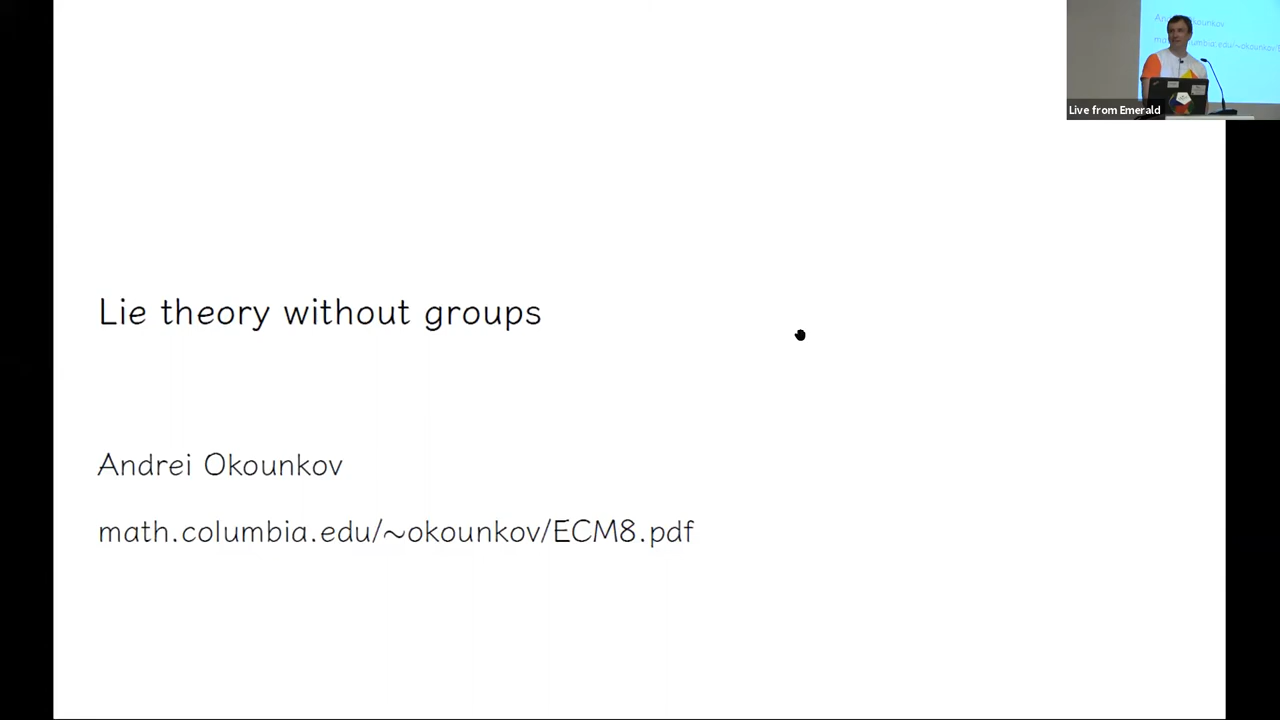 Lie theory without groups
Andrei Okounkov
math.columbia.edu/~okounkov/ECM8.pdf
Live from Emerald